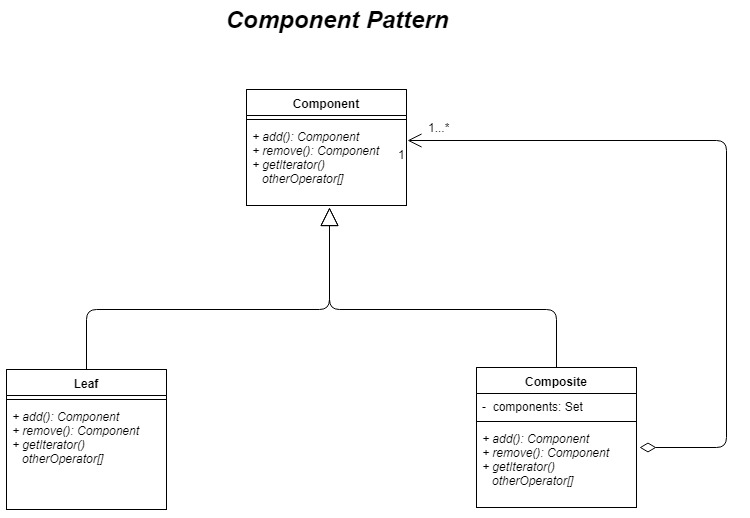 Component Pattern
Component
+ add(): Component
+ remove(): Component
+ getIterator()
otherOperator[]
1...*
1
Leaf
+ add(): Component
+ remove(): Component
+ getIterator()
otherOperator[]
Composite
- components: Set
+ add(): Component
+ remove(): Component
+ getIterator()
otherOperator[]